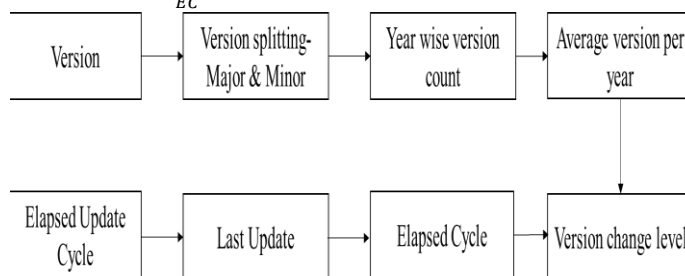 EC
Version
Version splitting-
Major & Minor
Year wise version
count
Average version per
year
Elapsed Update
Cycle
Last Update
Elapsed Cycle
Version change level